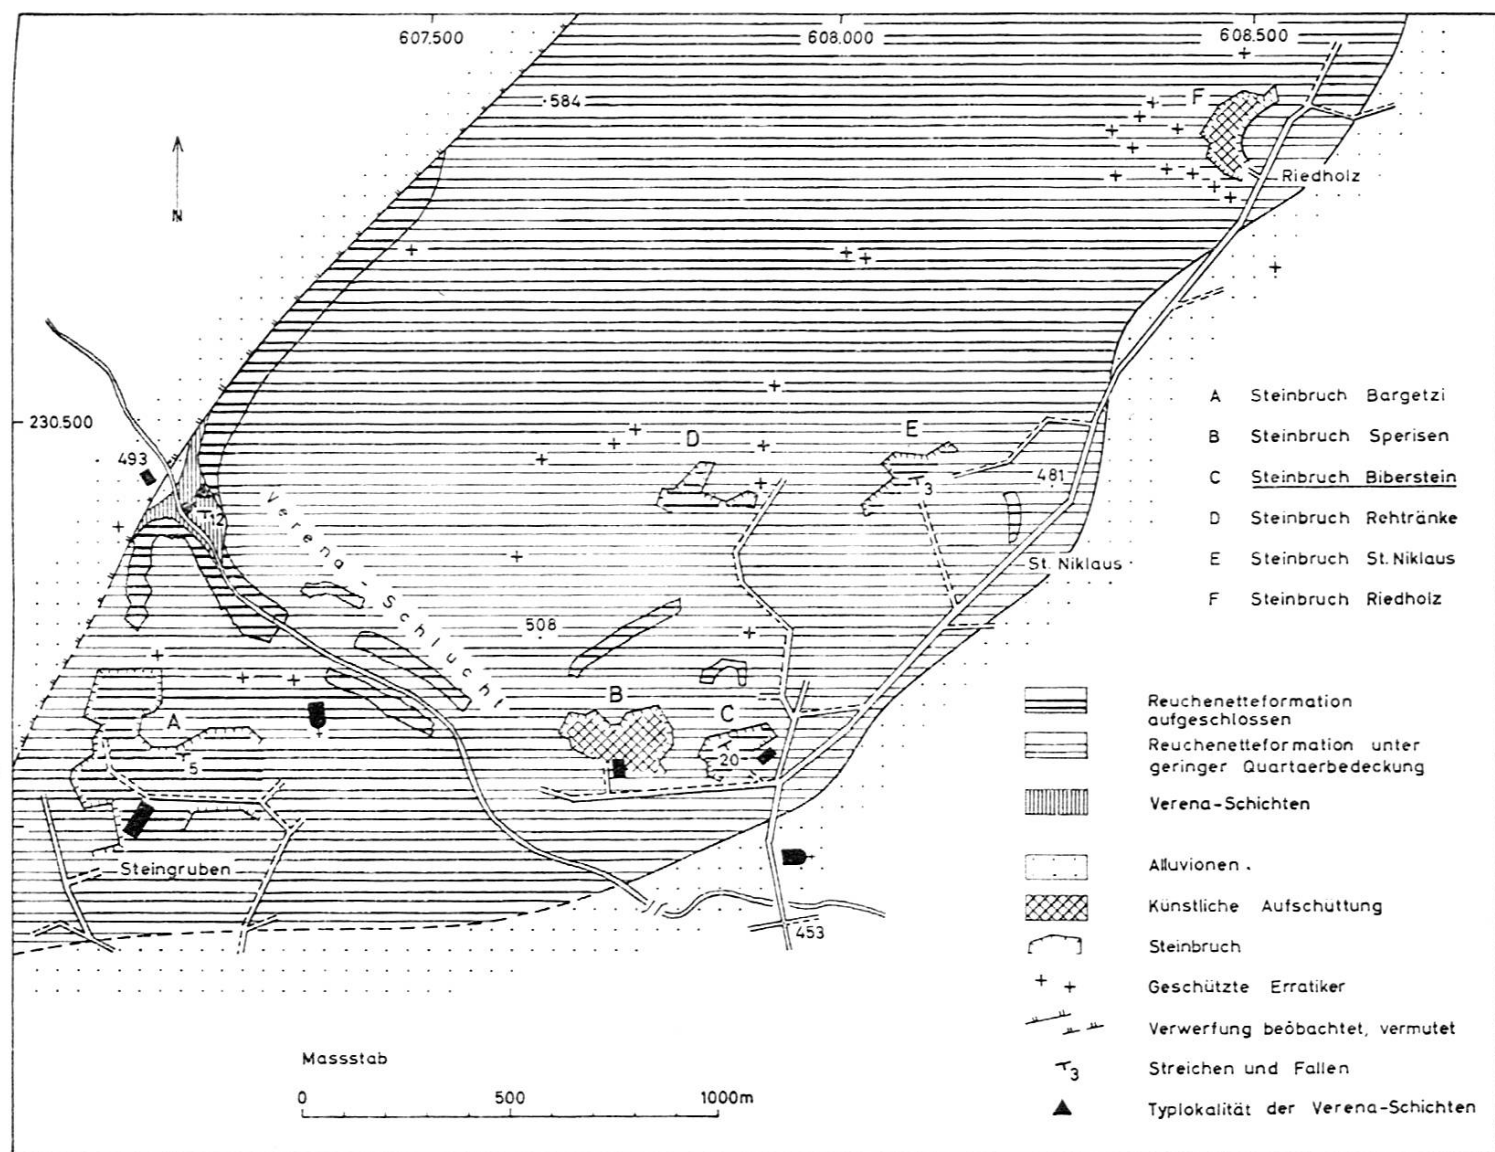 607.500
608.000
608.500
584
F
N
Riedholz
230.500
493
12
Verena-Schlucht
D
E
3
481
St. Niklaus
508
A
5
B
C
20
Steingruben
453
A Steinbruch Bargetzi
B Steinbruch Sperisen
C Steinbruch Biberstein
D Steinbruch Rehtränke
E Steinbruch St. Niklaus
F Steinbruch Riedholz
Reuchenetteformation
aufgeschlossen
Reuchenetteformation unter
geringer Quartaerbedeckung
Verena-Schichten
Alluvionen
Künstliche Aufschüttung
Steinbruch
Geschützte Erratiker
Verwerfung beobachtet, vermutet
3 Streichen und Fallen
Typlokalität der Verena-Schichten
Massstab
0 500 1000m